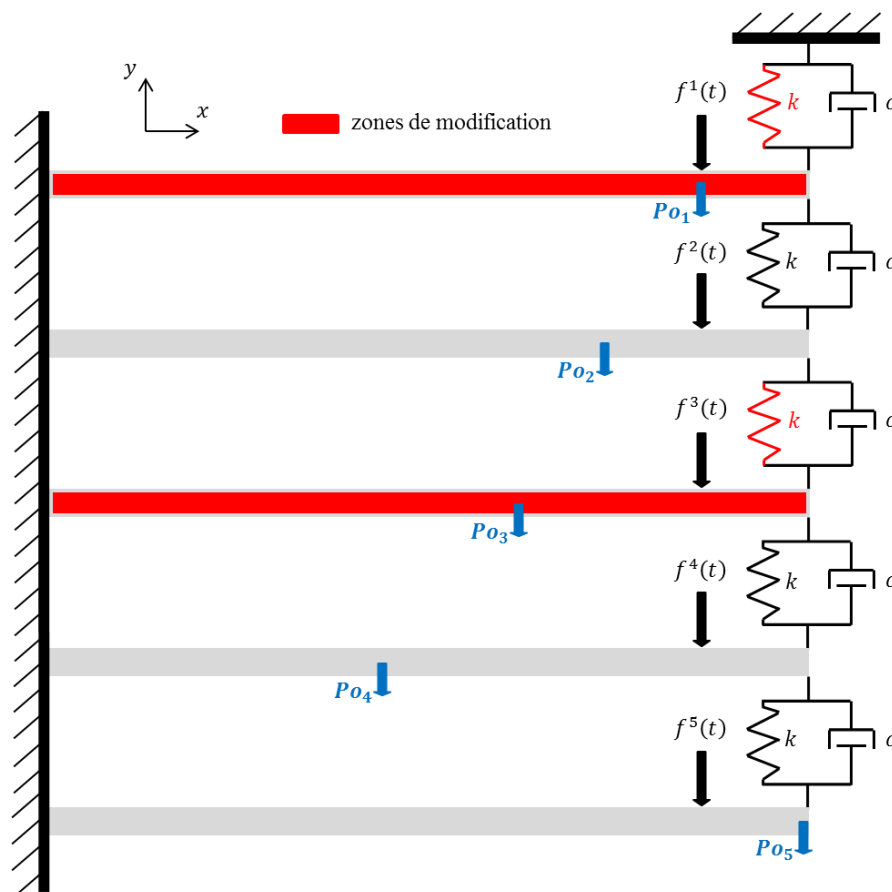 y
x
zones de modification
f¹(t)
k
Po₁
f²(t)
k
Po₂
f³(t)
k
Po₃
f⁴(t)
k
Po₄
f⁵(t)
k
Po₅